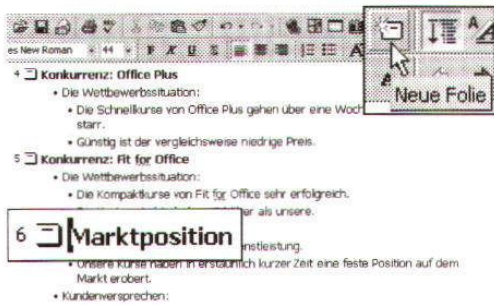 es New Roman 44 F K U S
Neue Folie
4 Konkurrenz: Office Plus
• Die Wettbewerbssituation:
• Die Schnellkurse von Office Plus gehen über eine Woch
starr.
• Günstig ist der vergleichsweise niedrige Preis.
5 Konkurrenz: Fit for Office
• Die Wettbewerbssituation:
• Die Kompaktkurse von Fit for Office sehr erfolgreich.
als unsere.
6 Marktposition
enstleistung.
• Unsere Kurse haben in erstaunlich kurzer Zeit eine feste Position auf dem
Markt erobert.
• Kundenversprechen: